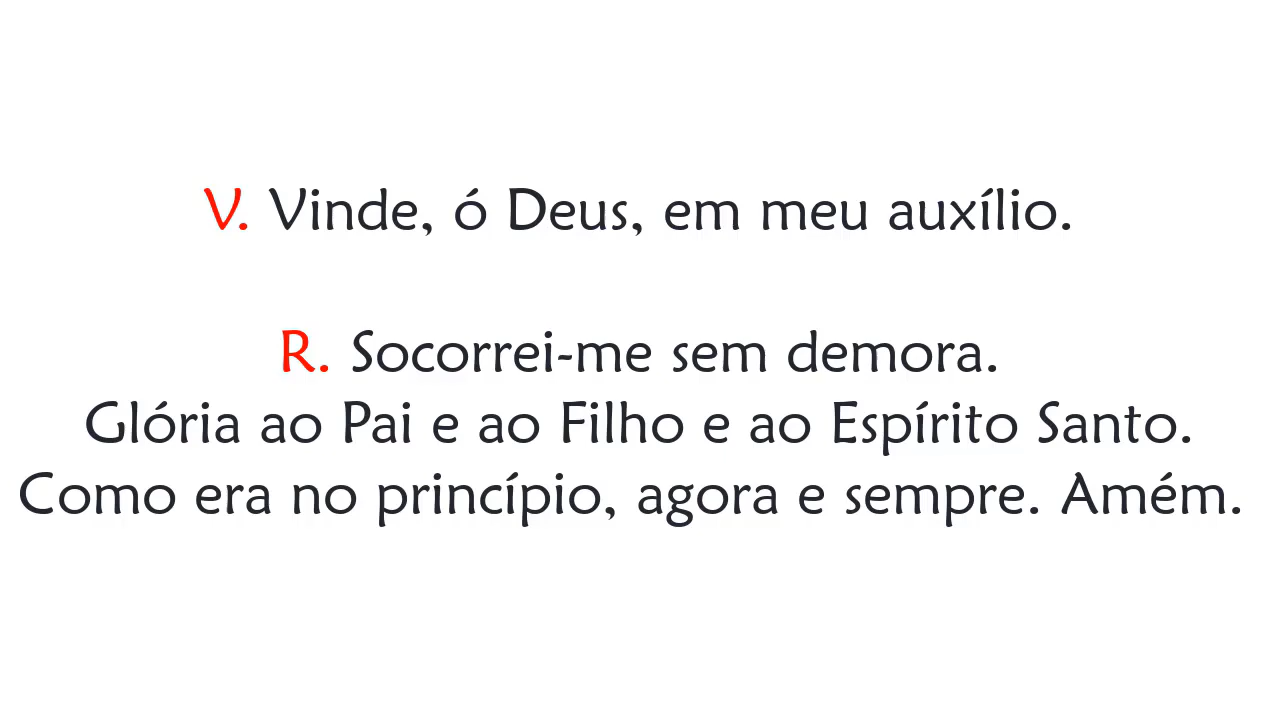 V. Vinde, ó Deus, em meu auxílio.
R. Socorrei-me sem demora.
Glória ao Pai e ao Filho e ao Espírito Santo.
Como era no princípio, agora e sempre. Amém.